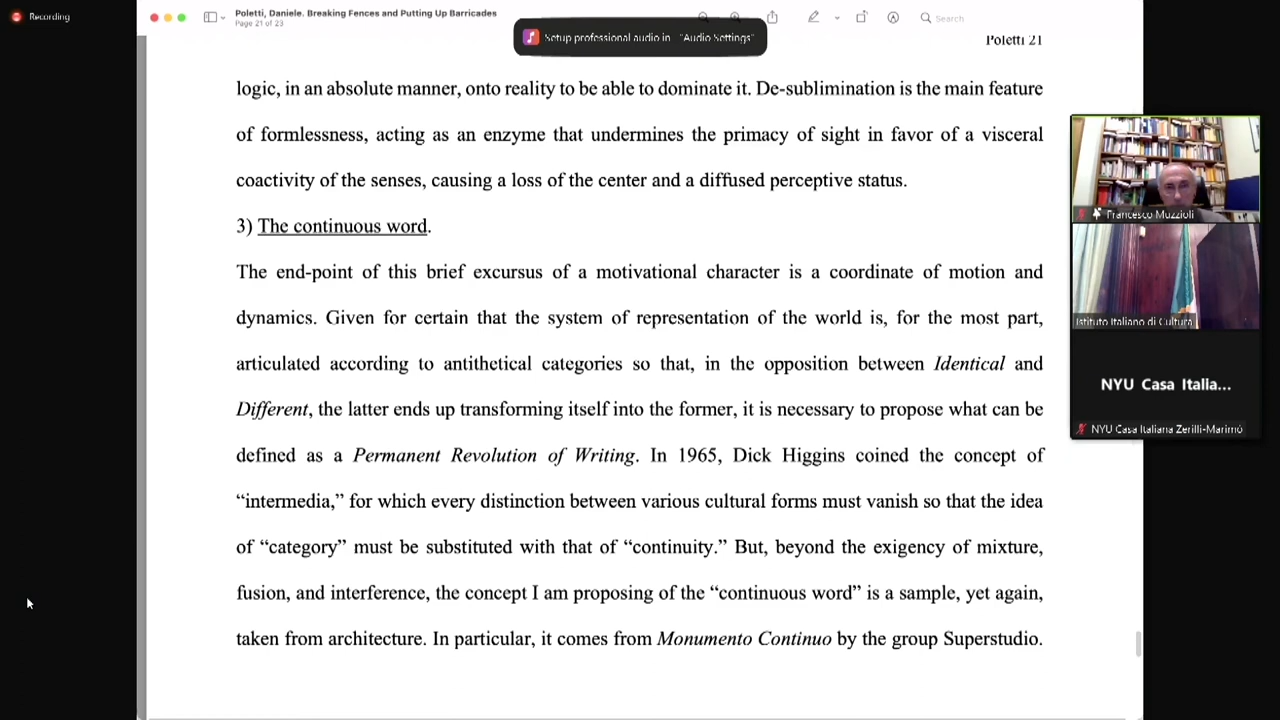 Recording
Poletti, Daniele. Breaking Fences and Putting Up Barricades
Page 21 of 23
Search
Setup professional audio in "Audio Settings"
Poletti 21
logic, in an absolute manner, onto reality to be able to dominate it. De-sublimination is the main feature
of formlessness, acting as an enzyme that undermines the primacy of sight in favor of a visceral
coactivity of the senses, causing a loss of the center and a diffused perceptive status.
3) The continuous word.
The end-point of this brief excursus of a motivational character is a coordinate of motion and
dynamics. Given for certain that the system of representation of the world is, for the most part,
articulated according to antithetical categories so that, in the opposition between Identical and
Different, the latter ends up transforming itself into the former, it is necessary to propose what can be
defined as a Permanent Revolution of Writing. In 1965, Dick Higgins coined the concept of
“intermedia,” for which every distinction between various cultural forms must vanish so that the idea
of “category” must be substituted with that of “continuity.” But, beyond the exigency of mixture,
fusion, and interference, the concept I am proposing of the “continuous word” is a sample, yet again,
taken from architecture. In particular, it comes from Monumento Continuo by the group Superstudio.
Francesco Muzzioli
Istituto Italiano di Cultura
NYU Casa Italia...
NYU Casa Italiana Zerilli-Marimò